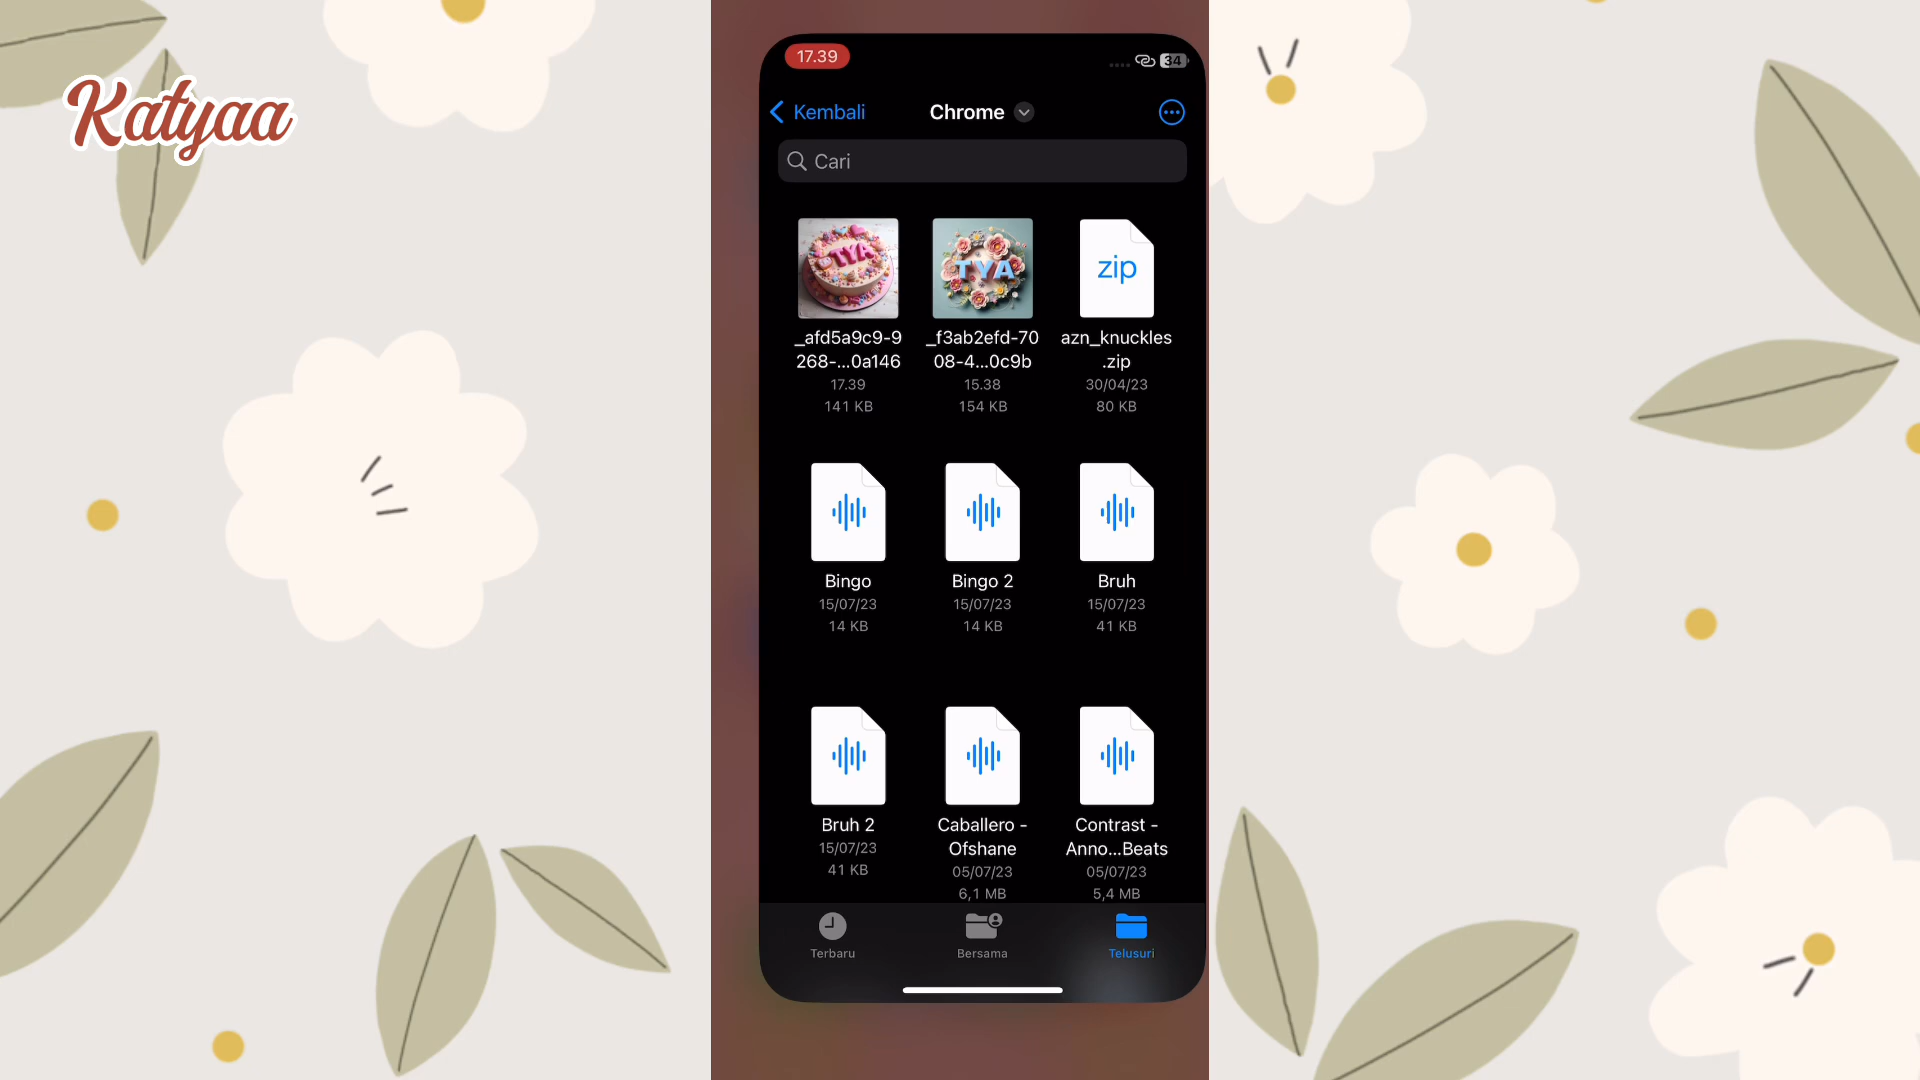 Katyaa
17.39
34
Kembali
Chrome
Cari
TYA
TYA
zip
_afd5a9c9-9
268-...0a146
17.39
141 KB
_f3ab2efd-70
08-4...0c9b
15.38
154 KB
azn_knuckles
.zip
30/04/23
80 KB
Bingo
15/07/23
14 KB
Bingo 2
15/07/23
14 KB
Bruh
15/07/23
41 KB
Bruh 2
15/07/23
41 KB
Caballero -
Ofshane
05/07/23
6,1 MB
Contrast -
Anno...Beats
05/07/23
5,4 MB
Terbaru
Bersama
Telusuri